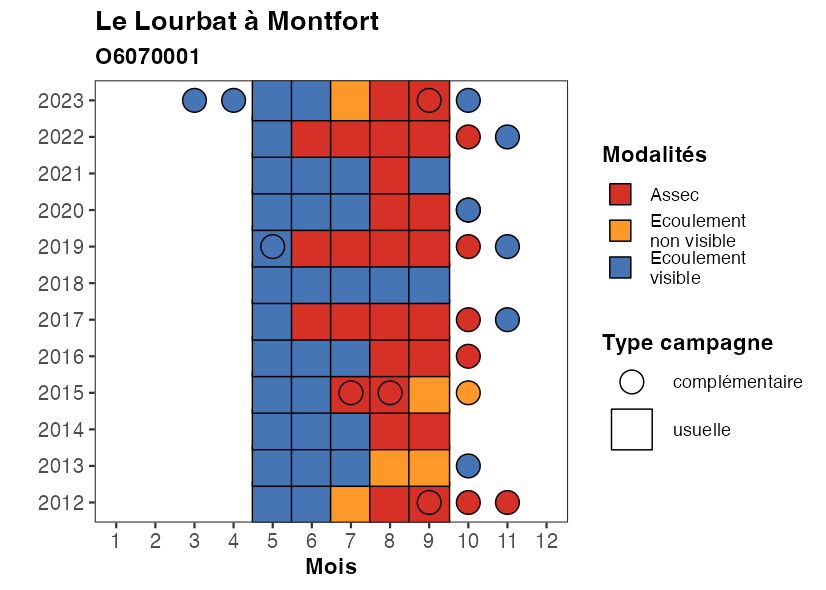 Le Lourbat à Montfort
O6070001
2023
2022
2021
2020
2019
2018
2017
2016
2015
2014
2013
2012
1 2 3 4 5 6 7 8 9 10 11 12
Mois
Modalités
Assec
Ecoulement
non visible
Ecoulement
visible
Type campagne
complémentaire
usuelle